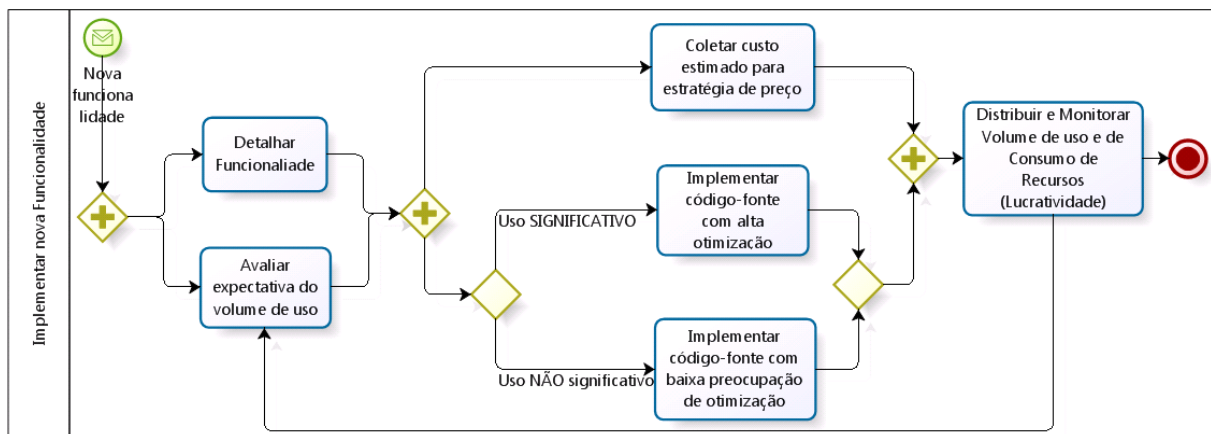 Implementar nova Funcionalidade
Nova
funciona
lidade
Detalhar
Funcionaliade
Avaliar
expectativa do
volume de uso
Coletar custo
estimado para
estratégia de preço
Uso SIGNIFICATIVO
Implementar
código-fonte
com alta
otimização
Uso NÃO significativo
Implementar
código-fonte com
baixa preocupação
de otimização
Distribuir e Monitorar
Volume de uso e de
Consumo de
Recursos
(Lucratividade)